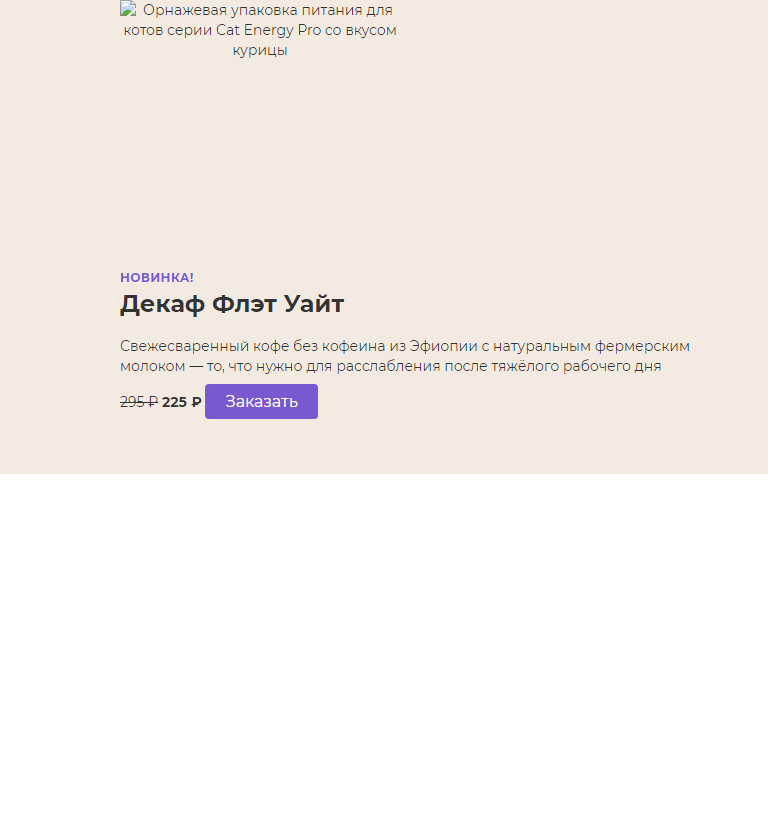 Орнажевая упаковка питания для
котов серии Cat Energy Pro со вкусом
курицы
НОВИНКА!
Декаф Флэт Уайт
Свежесваренный кофе без кофеина из Эфиопии с натуральным фермерским
молоком — то, что нужно для расслабления после тяжёлого рабочего дня
295 ₽ 225 ₽ Заказать